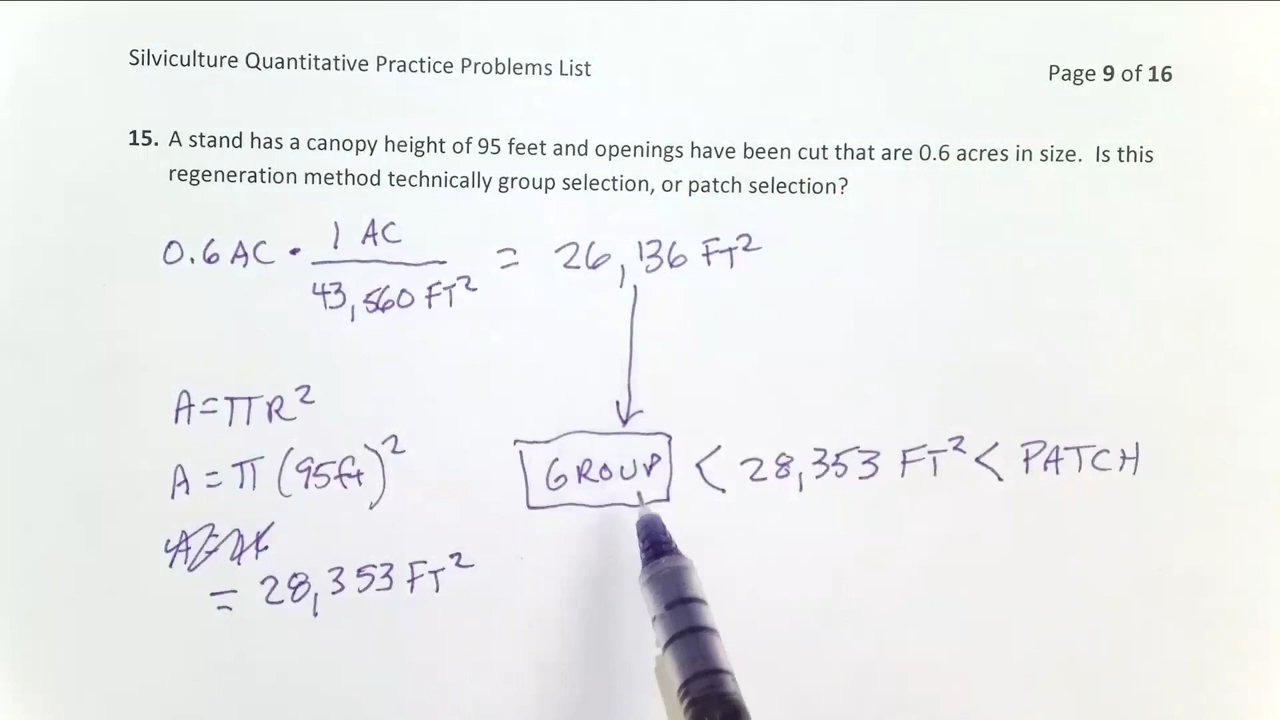 Silviculture Quantitative Practice Problems List
Page 9 of 16
15. A stand has a canopy height of 95 feet and openings have been cut that are 0.6 acres in size. Is this
regeneration method technically group selection, or patch selection?
0.6 AC · 1 AC / 43,560 FT² = 26,136 FT²
A=πR²
A = π (95ft)²
= 28,353 FT²
GROUP < 28,353 FT² < PATCH